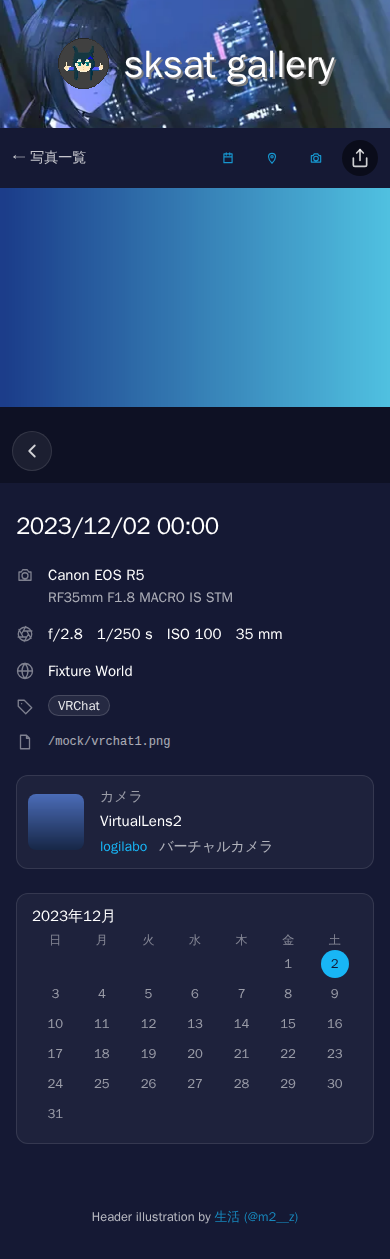 sksat gallery
← 写真一覧
2023/12/02 00:00
Canon EOS R5
RF35mm F1.8 MACRO IS STM
f/2.8 1/250 s ISO 100 35 mm
Fixture World
VRChat
/mock/vrchat1.png
カメラ
VirtualLens2
logilabo バーチャルカメラ
2023年12月
日 月 火 水 木 金 土
1 2
3 4 5 6 7 8 9
10 11 12 13 14 15 16
17 18 19 20 21 22 23
24 25 26 27 28 29 30
31
Header illustration by 生活 (@m2__z)